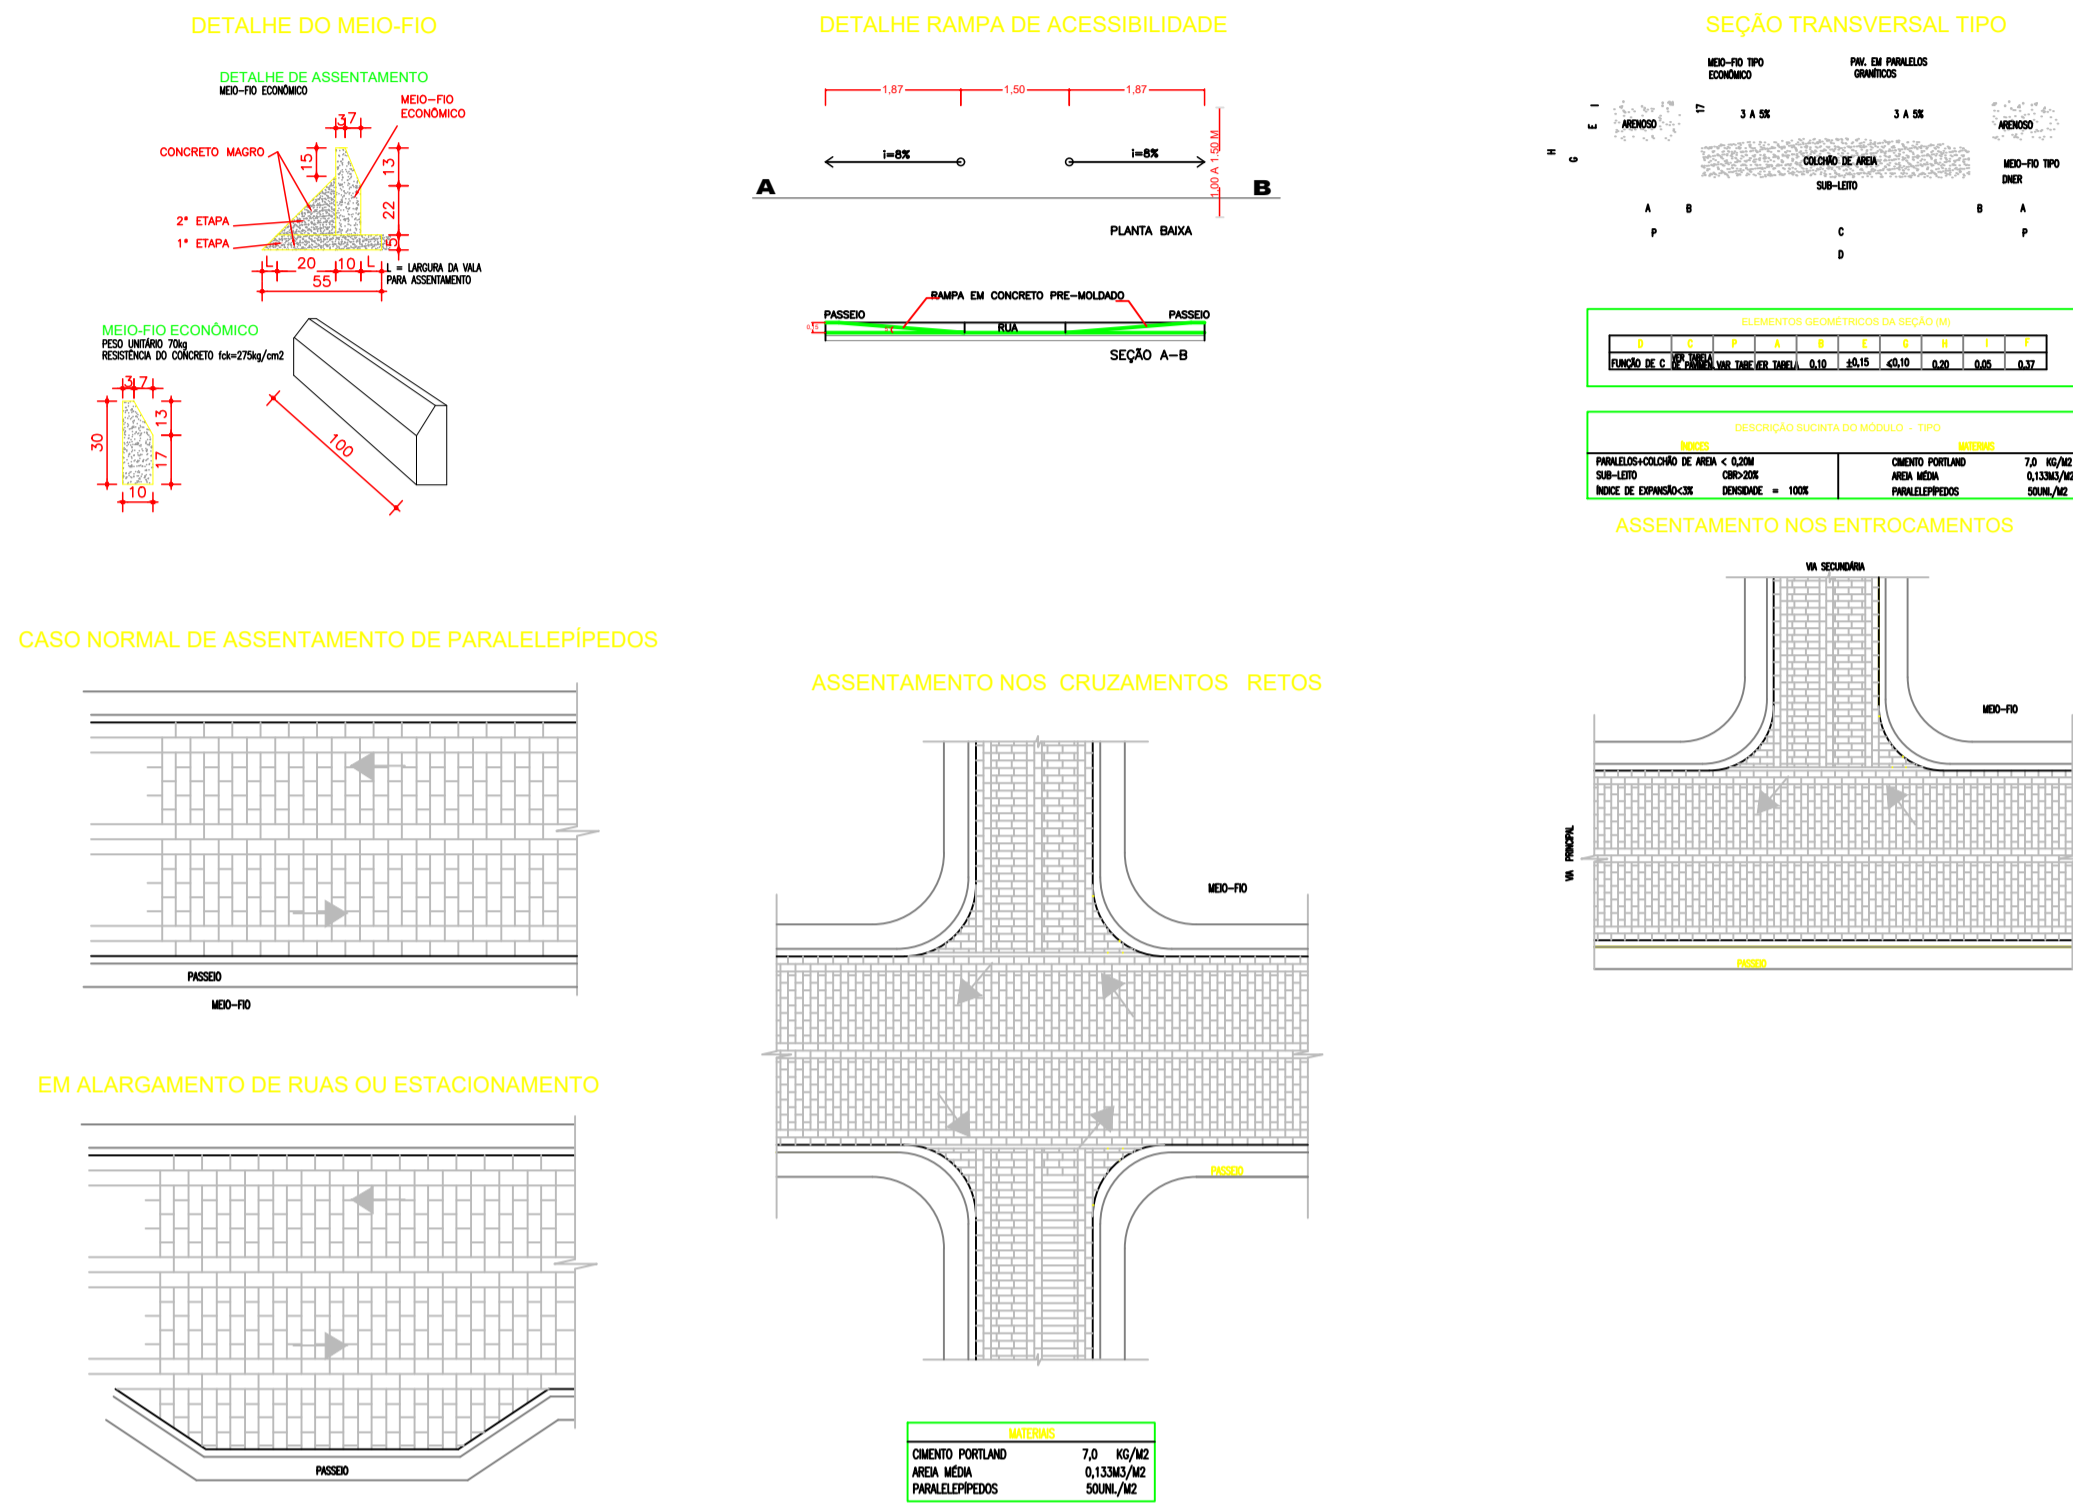 DETALHE DO MEIO-FIO
DETALHE DE ASSENTAMENTO
MEIO-FIO ECONÔMICO
MEIO-FIO
ECONÔMICO
37
CONCRETO MAGRO
15
13
22
5
2ª ETAPA
1ª ETAPA
L 20 10 L
55
L = LARGURA DA VALA
PARA ASSENTAMENTO
MEIO-FIO ECONÔMICO
PESO UNITÁRIO 70kg
RESISTÊNCIA DO CONCRETO fck=275kg/cm2
3 7
30
13
17
10
100
DETALHE RAMPA DE ACESSIBILIDADE
1,87 1,50 1,87
1,00 A 1.50 M
i=8% i=8%
A B
PLANTA BAIXA
RAMPA EM CONCRETO PRE-MOLDADO
PASSEIO PASSEIO
RUA
SEÇÃO A-B
SEÇÃO TRANSVERSAL TIPO
MEIO-FIO TIPO
ECONÔMICO
PAV. EM PARALELOS
GRANÍTICOS
I
E
17
3 A 5% 3 A 5%
ARENOSO ARENOSO
H
G
COLCHÃO DE AREIA
MEIO-FIO TIPO
DNER
SUB-LEITO
A B B A
P C P
D
ELEMENTOS GEOMÉTRICOS DA SEÇÃO (M)
D C P A B E G H I F
FUNÇÃO DE C VER TABELA DE PAVIMEN. VAR TABE VER TABELA 0,10 ±0,15 <0,10 0,20 0,05 0,37
DESCRIÇÃO SUCINTA DO MÓDULO - TIPO
ÍNDICES MATERIAIS
PARALELOS+COLCHÃO DE AREIA < 0,20M CIMENTO PORTLAND 7,0 KG/M2
SUB-LEITO CBR>20% AREIA MÉDIA 0,133M3/M2
ÍNDICE DE EXPANSÃO<3% DENSIDADE = 100% PARALELEPÍPEDOS 50UNI./M2
ASSENTAMENTO NOS ENTROCAMENTOS
VIA SECUNDÁRIA
MEIO-FIO
VIA PRINCIPAL
PASSEIO
CASO NORMAL DE ASSENTAMENTO DE PARALELEPÍPEDOS
PASSEIO
MEIO-FIO
ASSENTAMENTO NOS CRUZAMENTOS RETOS
MEIO-FIO
PASSEIO
EM ALARGAMENTO DE RUAS OU ESTACIONAMENTO
PASSEIO
MATERIAIS
CIMENTO PORTLAND 7,0 KG/M2
AREIA MÉDIA 0,133M3/M2
PARALELEPÍPEDOS 50UNI./M2